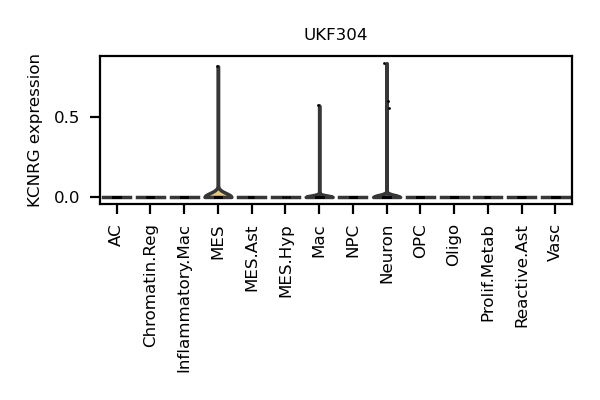 UKF304
KCNRG expression
0.5
0.0
AC
Chromatin.Reg
Inflammatory.Mac
MES
MES.Ast
MES.Hyp
Mac
NPC
Neuron
OPC
Oligo
Prolif.Metab
Reactive.Ast
Vasc